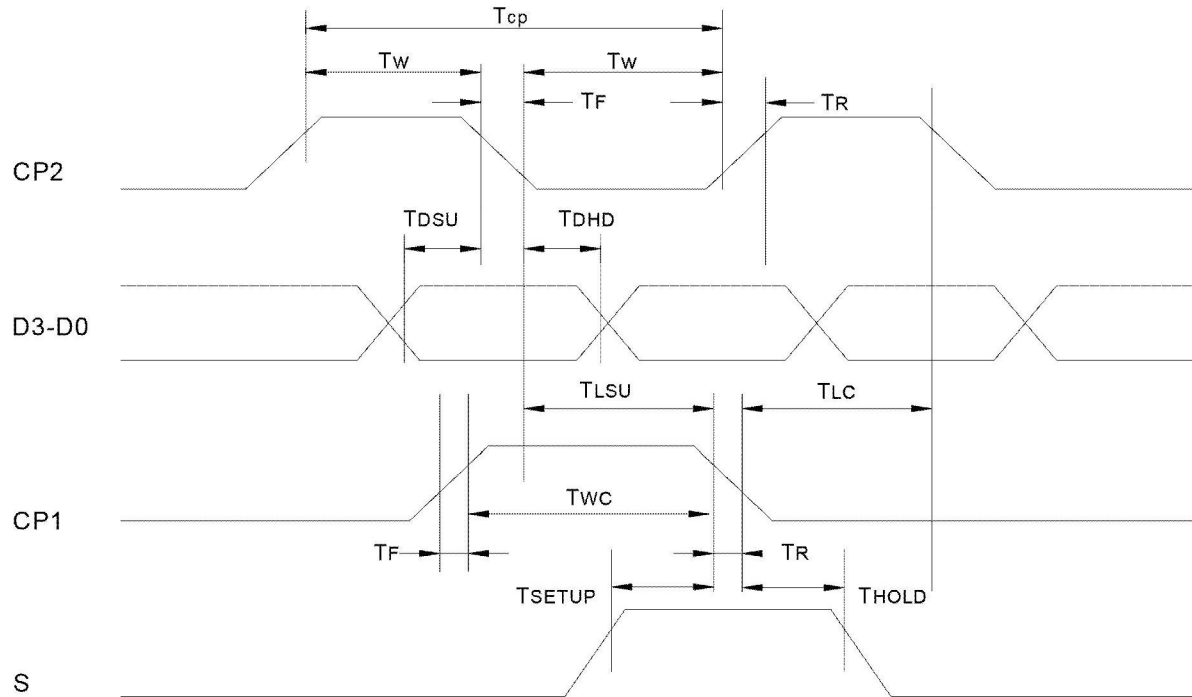 Tcp
TW TW
TF TR
CP2
TDSU TDHD
D3-D0
TLSU TLC
TWC
CP1
TF TR
TSETUP THOLD
S